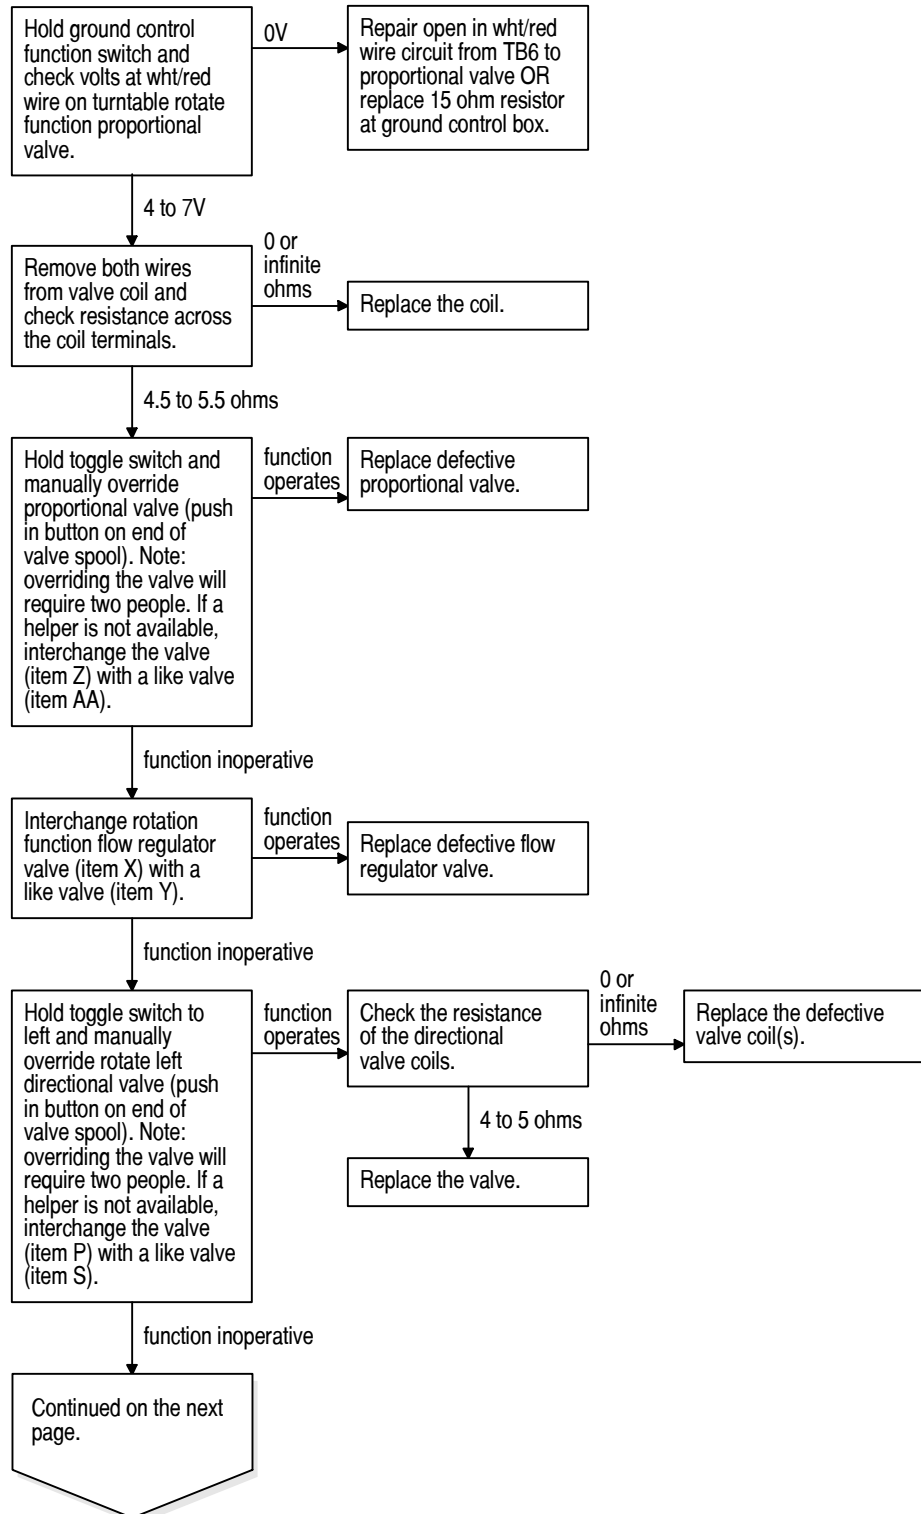 Hold ground control
function switch and
check volts at wht/red
wire on turntable rotate
function proportional
valve.
0V
Repair open in wht/red
wire circuit from TB6 to
proportional valve OR
replace 15 ohm resistor
at ground control box.
4 to 7V
Remove both wires
from valve coil and
check resistance across
the coil terminals.
0 or
infinite
ohms
Replace the coil.
4.5 to 5.5 ohms
Hold toggle switch and
manually override
proportional valve (push
in button on end of
valve spool). Note:
overriding the valve will
require two people. If a
helper is not available,
interchange the valve
(item Z) with a like valve
(item AA).
function
operates
Replace defective
proportional valve.
function inoperative
Interchange rotation
function flow regulator
valve (item X) with a
like valve (item Y).
function
operates
Replace defective flow
regulator valve.
function inoperative
Hold toggle switch to
left and manually
override rotate left
directional valve (push
in button on end of
valve spool). Note:
overriding the valve will
require two people. If a
helper is not available,
interchange the valve
(item P) with a like valve
(item S).
function
operates
Check the resistance
of the directional
valve coils.
0 or
infinite
ohms
Replace the defective
valve coil(s).
4 to 5 ohms
Replace the valve.
function inoperative
Continued on the next
page.